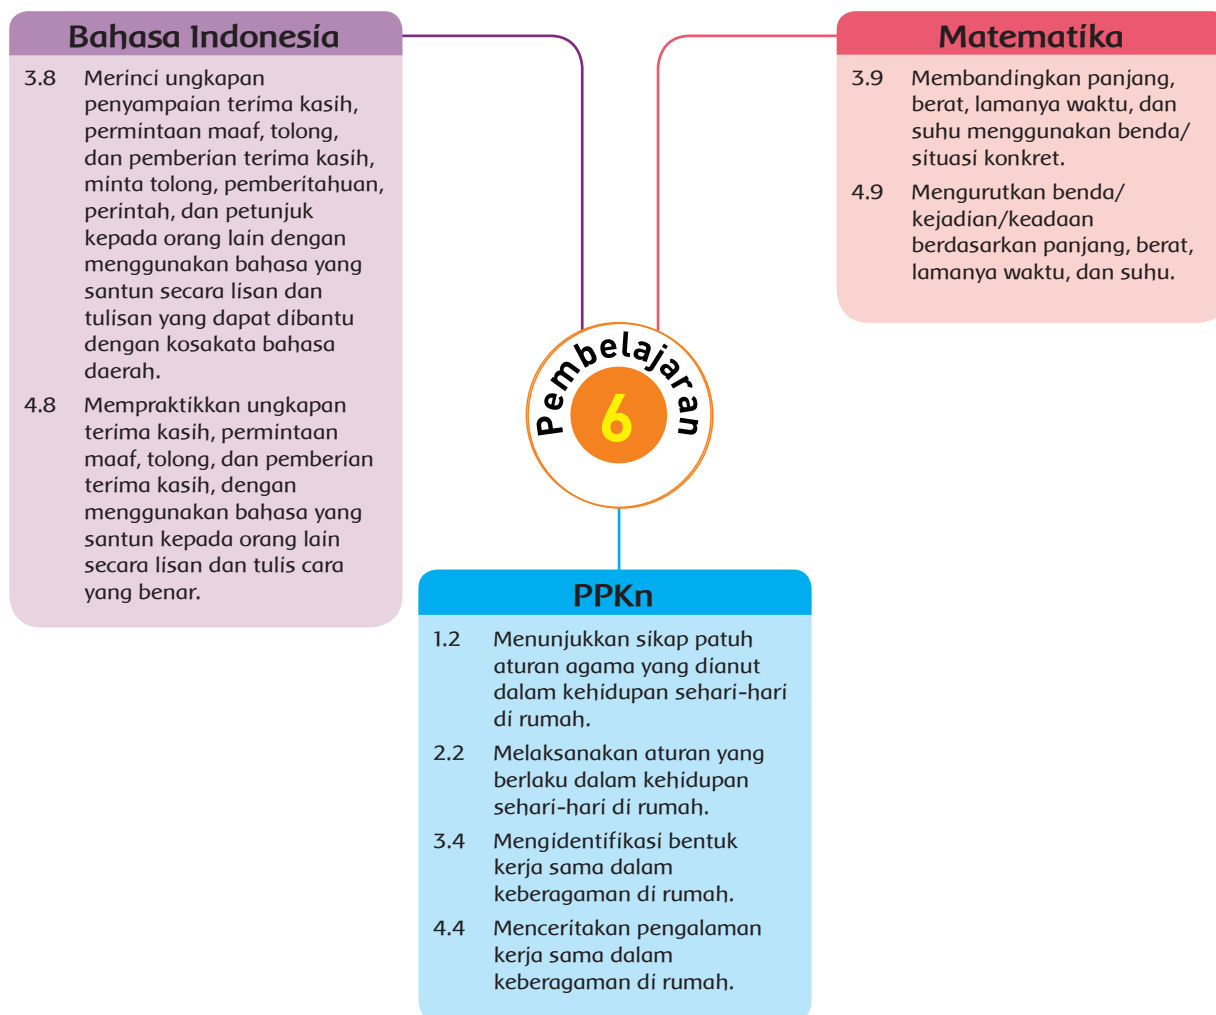 Bahasa Indonesia
3.8 Merinci ungkapan
penyampaian terima kasih,
permintaan maaf, tolong,
dan pemberian terima kasih,
minta tolong, pemberitahuan,
perintah, dan petunjuk
kepada orang lain dengan
menggunakan bahasa yang
santun secara lisan dan
tulisan yang dapat dibantu
dengan kosakata bahasa
daerah.
4.8 Mempraktikkan ungkapan
terima kasih, permintaan
maaf, tolong, dan pemberian
terima kasih, dengan
menggunakan bahasa yang
santun kepada orang lain
secara lisan dan tulis cara
yang benar.
Matematika
3.9 Membandingkan panjang,
berat, lamanya waktu, dan
suhu menggunakan benda/
situasi konkret.
4.9 Mengurutkan benda/
kejadian/keadaan
berdasarkan panjang, berat,
lamanya waktu, dan suhu.
Pembelajaran
6
PPKn
1.2 Menunjukkan sikap patuh
aturan agama yang dianut
dalam kehidupan sehari-hari
di rumah.
2.2 Melaksanakan aturan yang
berlaku dalam kehidupan
sehari-hari di rumah.
3.4 Mengidentifikasi bentuk
kerja sama dalam
keberagaman di rumah.
4.4 Menceritakan pengalaman
kerja sama dalam
keberagaman di rumah.